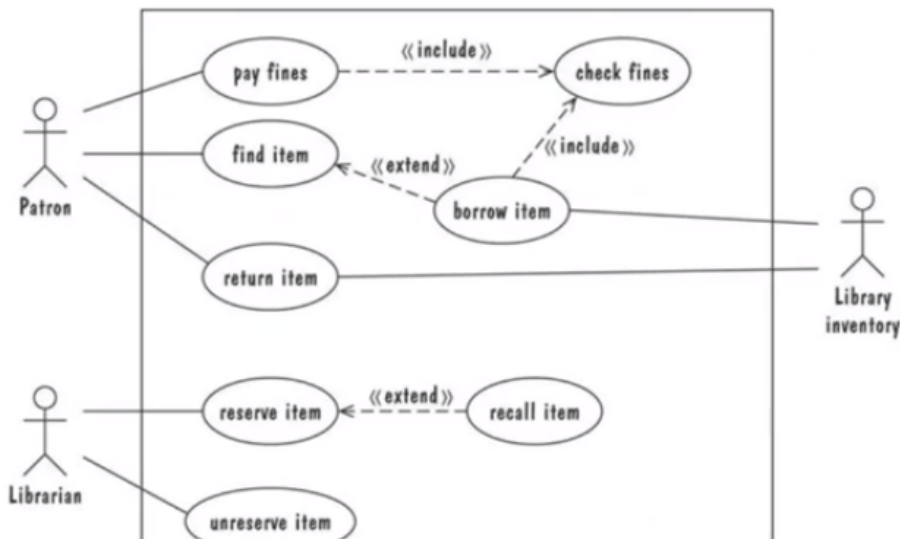 «include»
pay fines
check fines
find item
«extend»
«include»
Patron
borrow item
return item
Library
inventory
reserve item
«extend»
recall item
Librarian
unreserve item